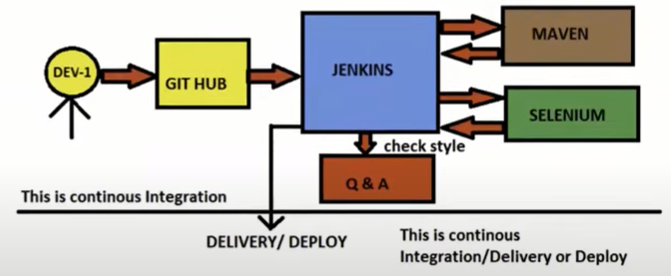 DEV-1
GIT HUB
JENKINS
MAVEN
SELENIUM
check style
Q & A
This is continous Integration
DELIVERY/ DEPLOY
This is continous
Integration/Delivery or Deploy